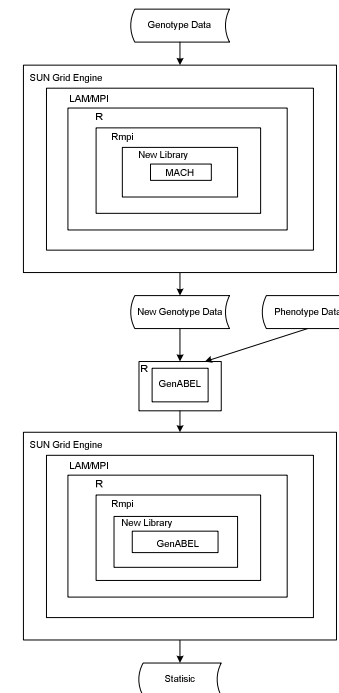 Genotype Data
SUN Grid Engine
LAM/MPI
R
Rmpi
New Library
MACH
New Genotype Data
Phenotype Data
R
GenABEL
SUN Grid Engine
LAM/MPI
R
Rmpi
New Library
GenABEL
Statisic